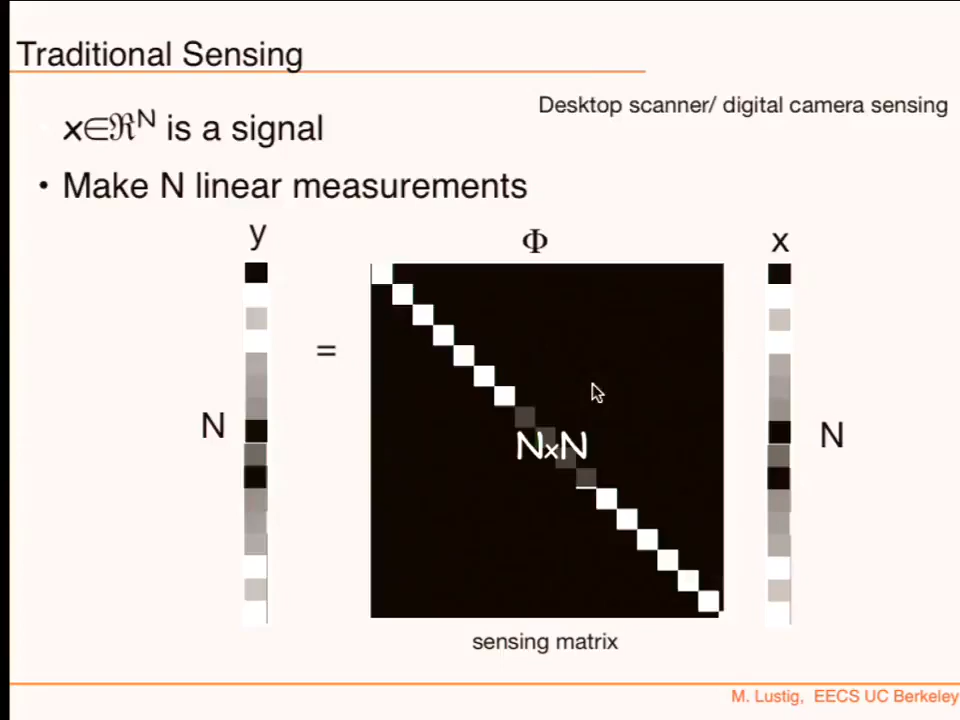 Traditional Sensing
Desktop scanner/ digital camera sensing
x∈ℜᴺ is a signal
• Make N linear measurements
y
Φ
x
=
N
NxN
N
sensing matrix
M. Lustig, EECS UC Berkeley